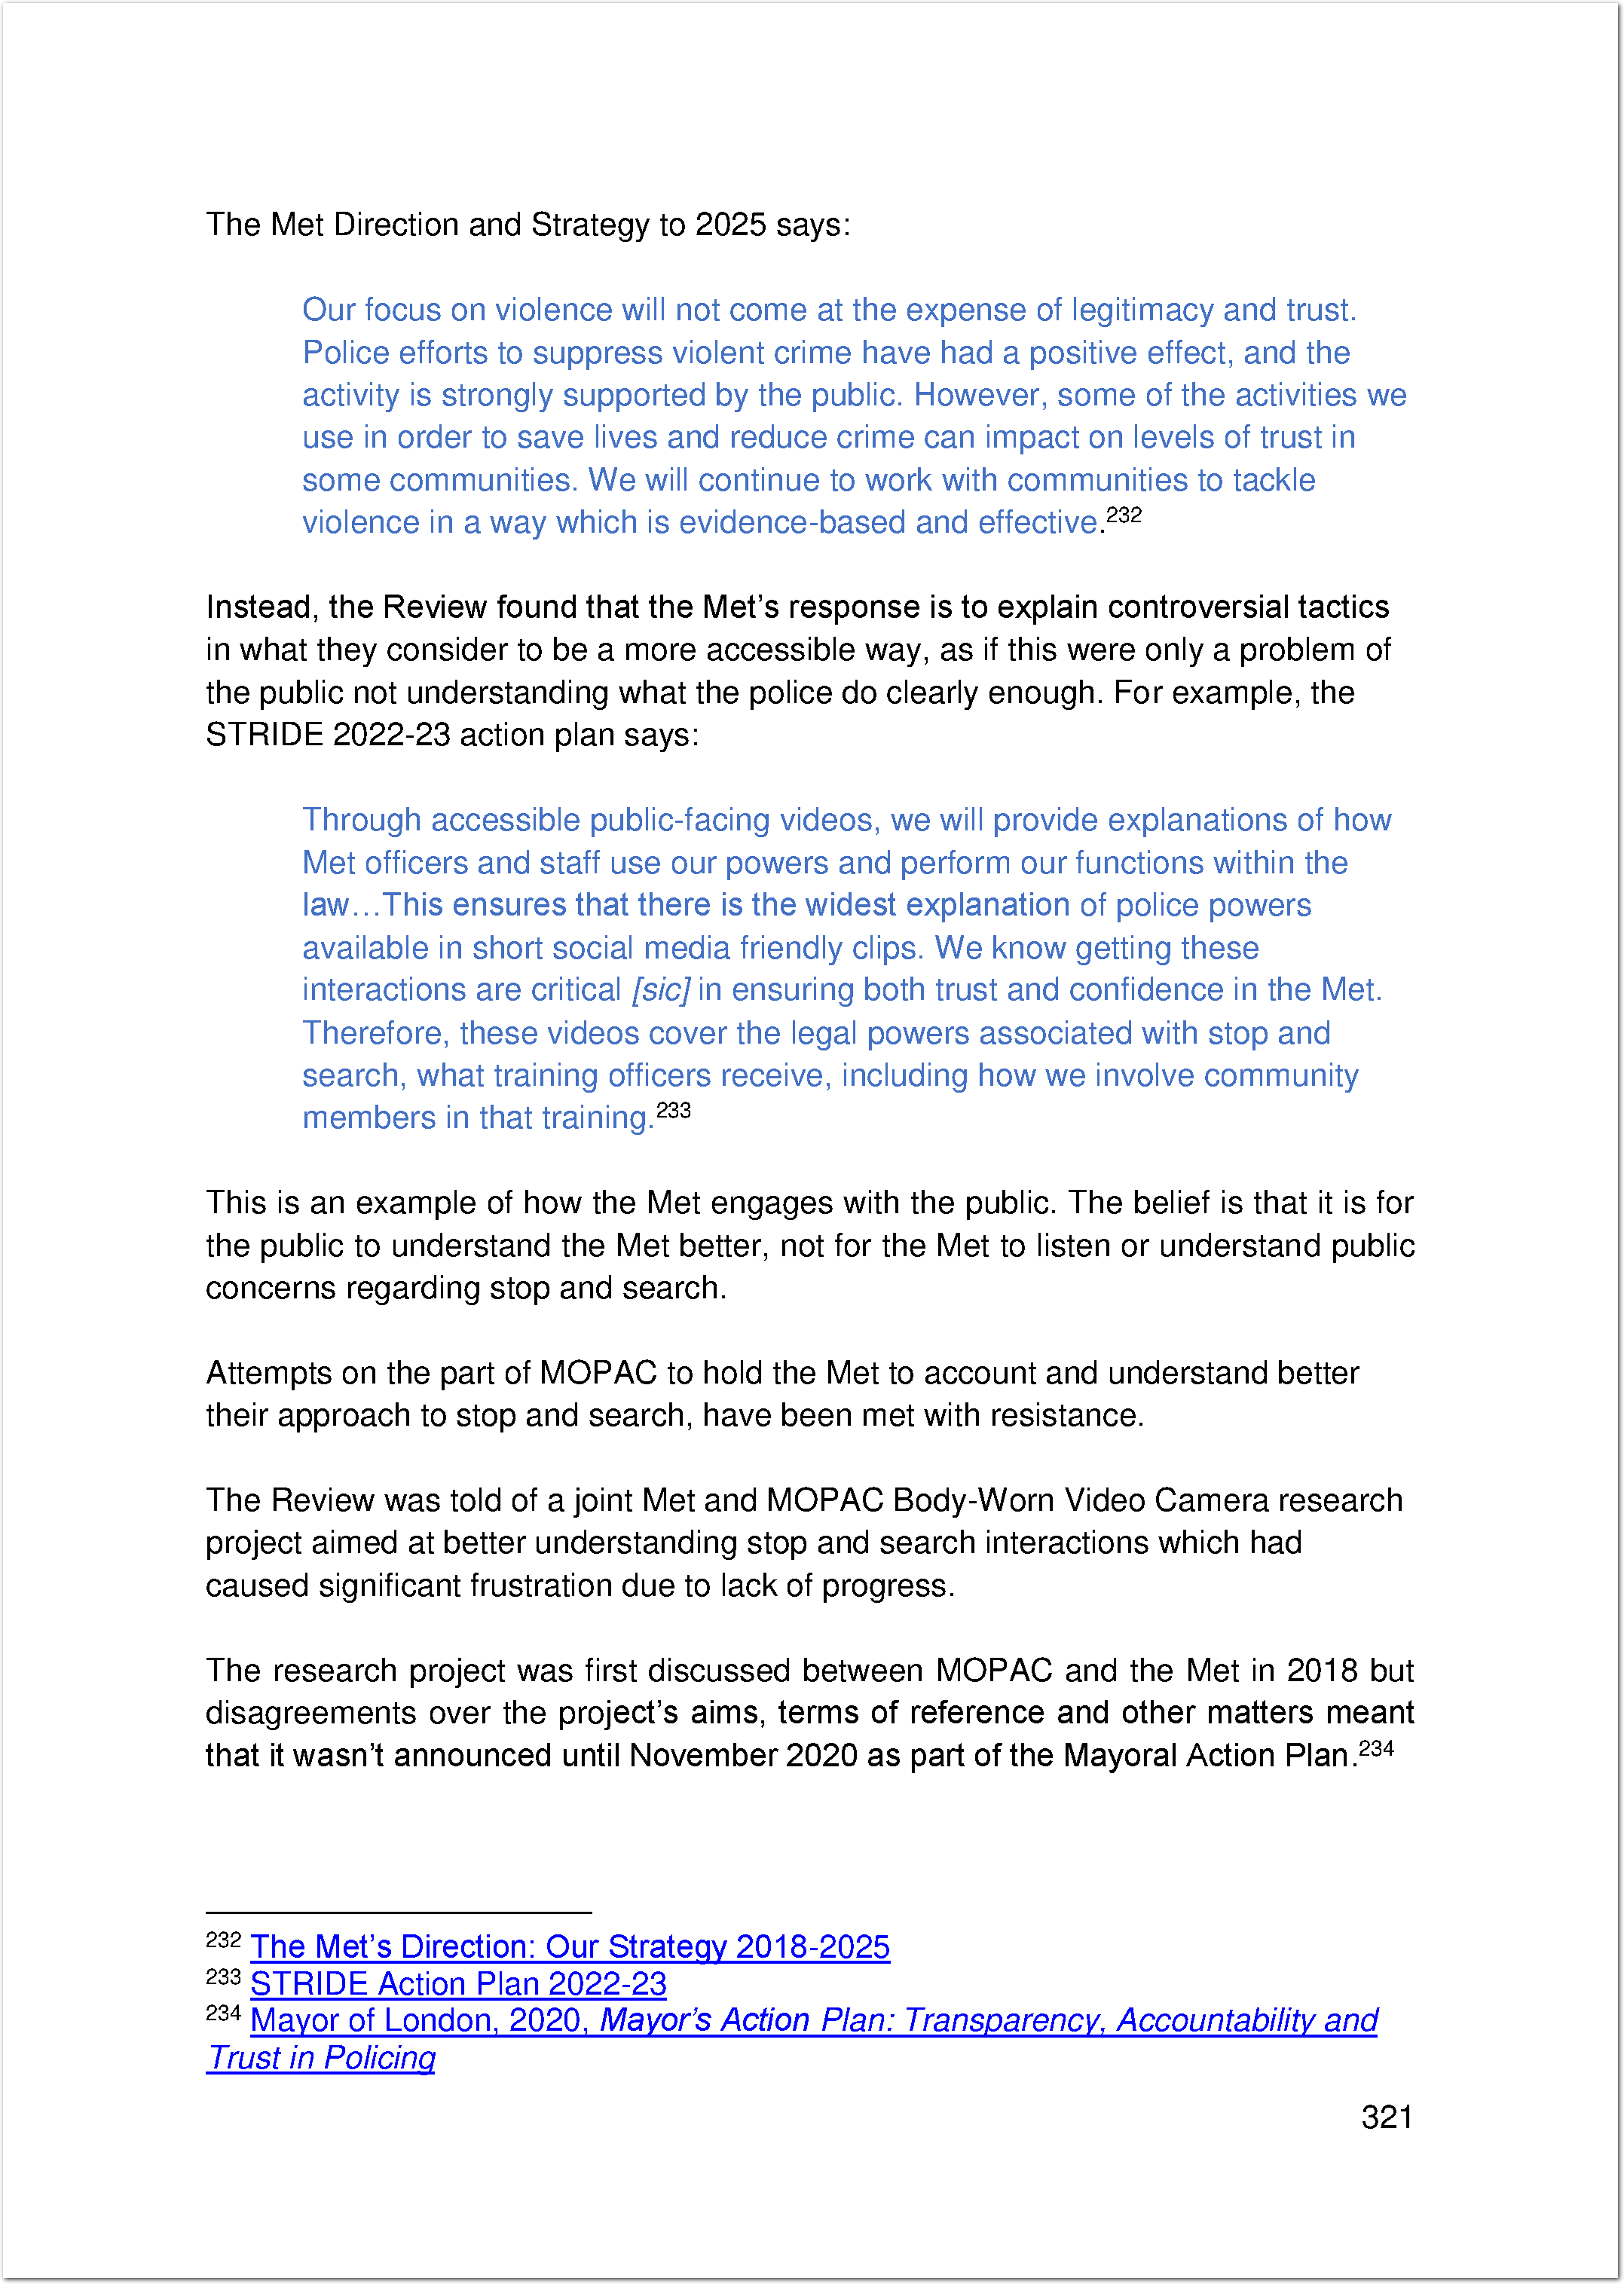 The Met Direction and Strategy to 2025 says:
Our focus on violence will not come at the expense of legitimacy and trust.
Police efforts to suppress violent crime have had a positive effect, and the
activity is strongly supported by the public. However, some of the activities we
use in order to save lives and reduce crime can impact on levels of trust in
some communities. We will continue to work with communities to tackle
violence in a way which is evidence-based and effective.232
Instead, the Review found that the Met’s response is to explain controversial tactics
in what they consider to be a more accessible way, as if this were only a problem of
the public not understanding what the police do clearly enough. For example, the
STRIDE 2022-23 action plan says:
Through accessible public-facing videos, we will provide explanations of how
Met officers and staff use our powers and perform our functions within the
law…This ensures that there is the widest explanation of police powers
available in short social media friendly clips. We know getting these
interactions are critical [sic] in ensuring both trust and confidence in the Met.
Therefore, these videos cover the legal powers associated with stop and
search, what training officers receive, including how we involve community
members in that training.233
This is an example of how the Met engages with the public. The belief is that it is for
the public to understand the Met better, not for the Met to listen or understand public
concerns regarding stop and search.
Attempts on the part of MOPAC to hold the Met to account and understand better
their approach to stop and search, have been met with resistance.
The Review was told of a joint Met and MOPAC Body-Worn Video Camera research
project aimed at better understanding stop and search interactions which had
caused significant frustration due to lack of progress.
The research project was first discussed between MOPAC and the Met in 2018 but
disagreements over the project’s aims, terms of reference and other matters meant
that it wasn’t announced until November 2020 as part of the Mayoral Action Plan.234
232 The Met’s Direction: Our Strategy 2018-2025
233 STRIDE Action Plan 2022-23
234 Mayor of London, 2020, Mayor’s Action Plan: Transparency, Accountability and
Trust in Policing
321